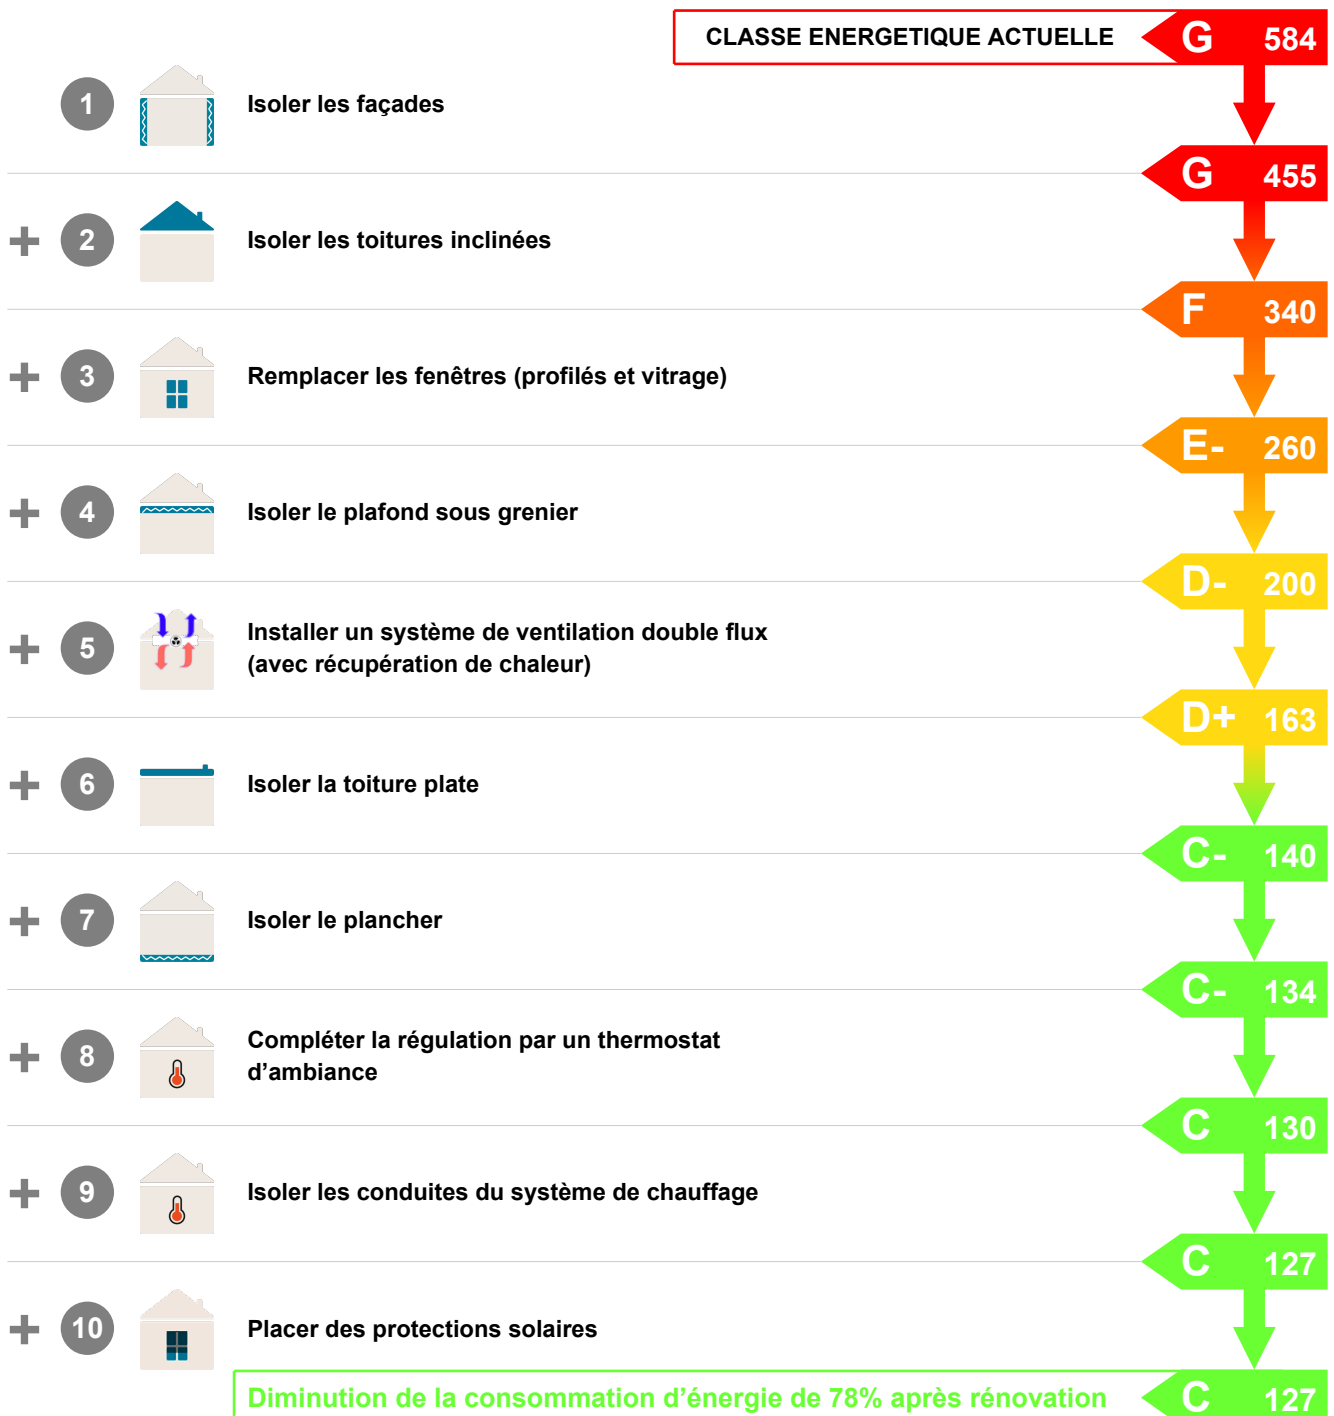 CLASSE ENERGETIQUE ACTUELLE G 584
1 Isoler les façades
G 455
+ 2 Isoler les toitures inclinées
F 340
+ 3 Remplacer les fenêtres (profilés et vitrage)
E- 260
+ 4 Isoler le plafond sous grenier
D- 200
+ 5 Installer un système de ventilation double flux
(avec récupération de chaleur)
D+ 163
+ 6 Isoler la toiture plate
C- 140
+ 7 Isoler le plancher
C- 134
+ 8 Compléter la régulation par un thermostat
d’ambiance
C 130
+ 9 Isoler les conduites du système de chauffage
C 127
+ 10 Placer des protections solaires
Diminution de la consommation d’énergie de 78% après rénovation C 127